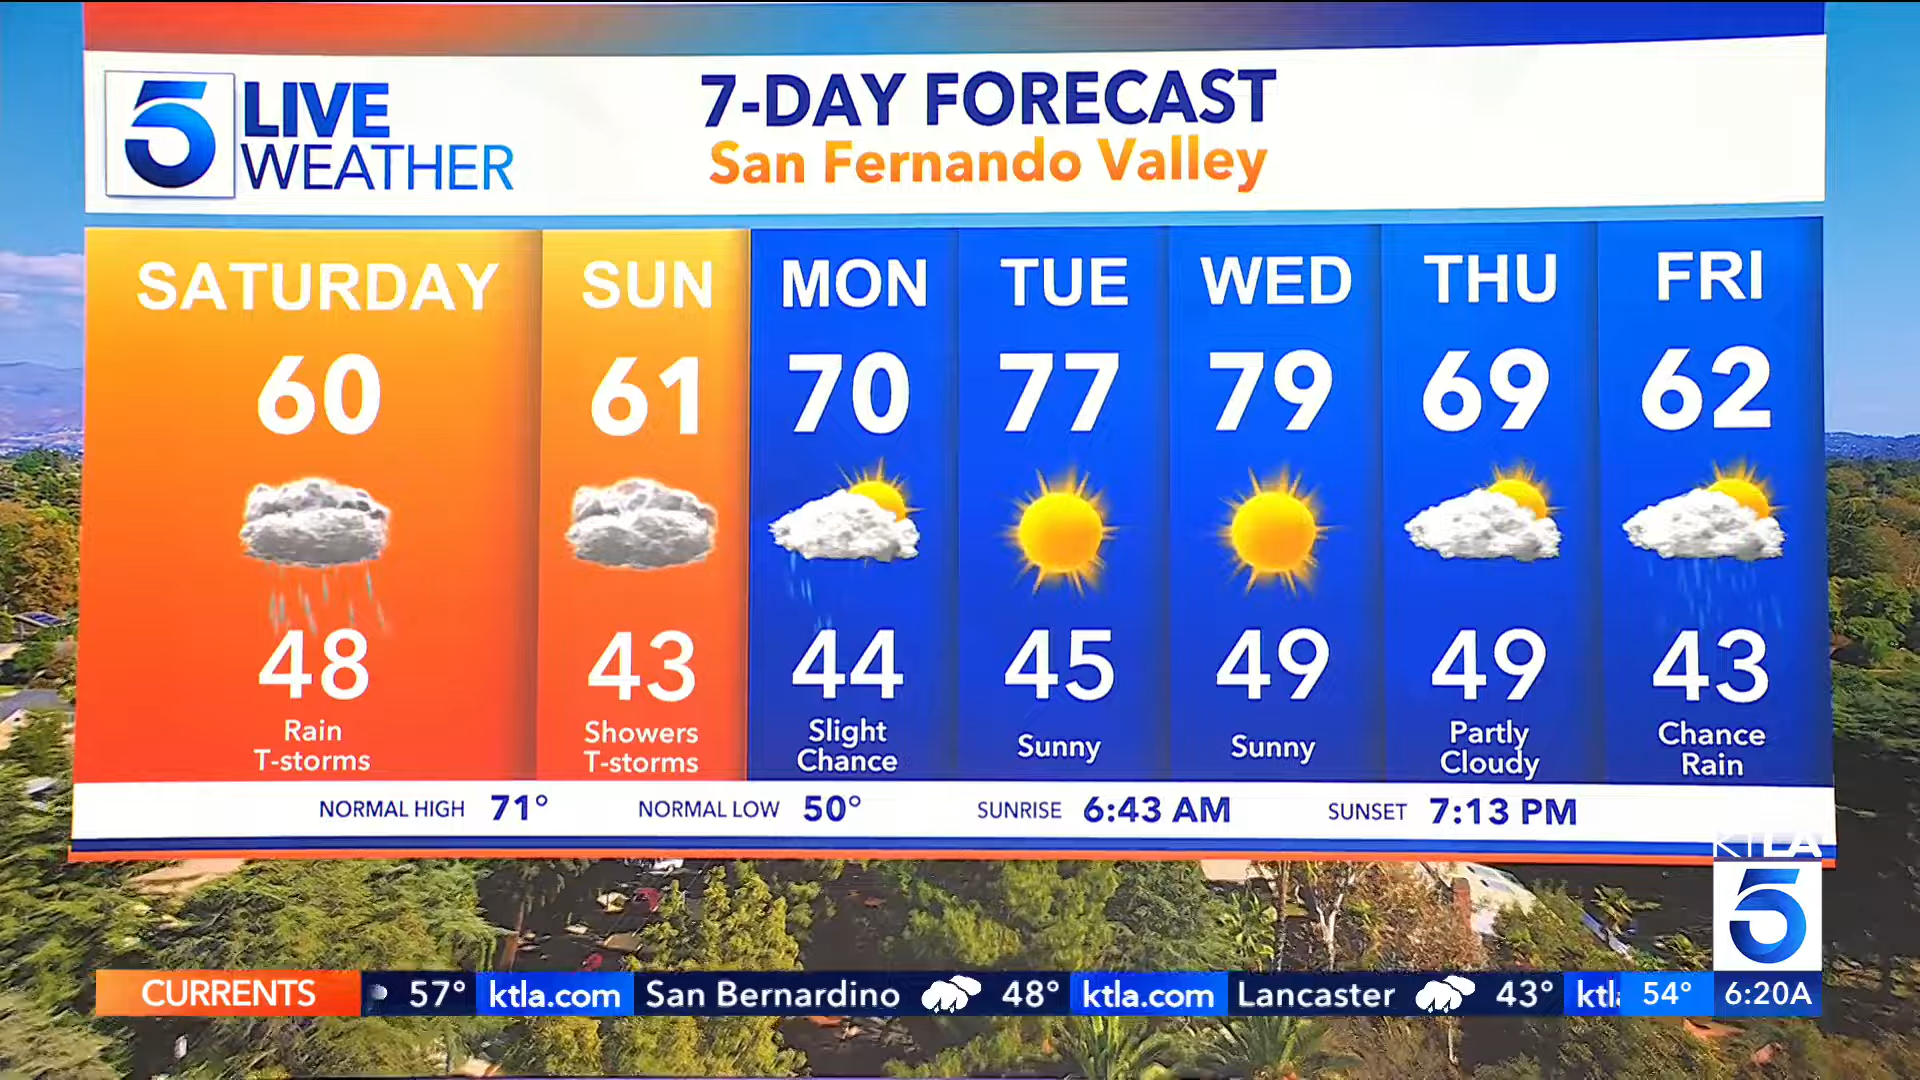 5 LIVE
WEATHER
7-DAY FORECAST
San Fernando Valley
SATURDAY SUN MON TUE WED THU FRI
60 61 70 77 79 69 62
48 43 44 45 49 49 43
Rain
T-storms
Showers
T-storms
Slight
Chance
Sunny
Sunny
Partly
Cloudy
Chance
Rain
NORMAL HIGH 71° NORMAL LOW 50° SUNRISE 6:43 AM SUNSET 7:13 PM
KTLA
5
CURRENTS 57° ktla.com San Bernardino 48° ktla.com Lancaster 43° 54° 6:20A